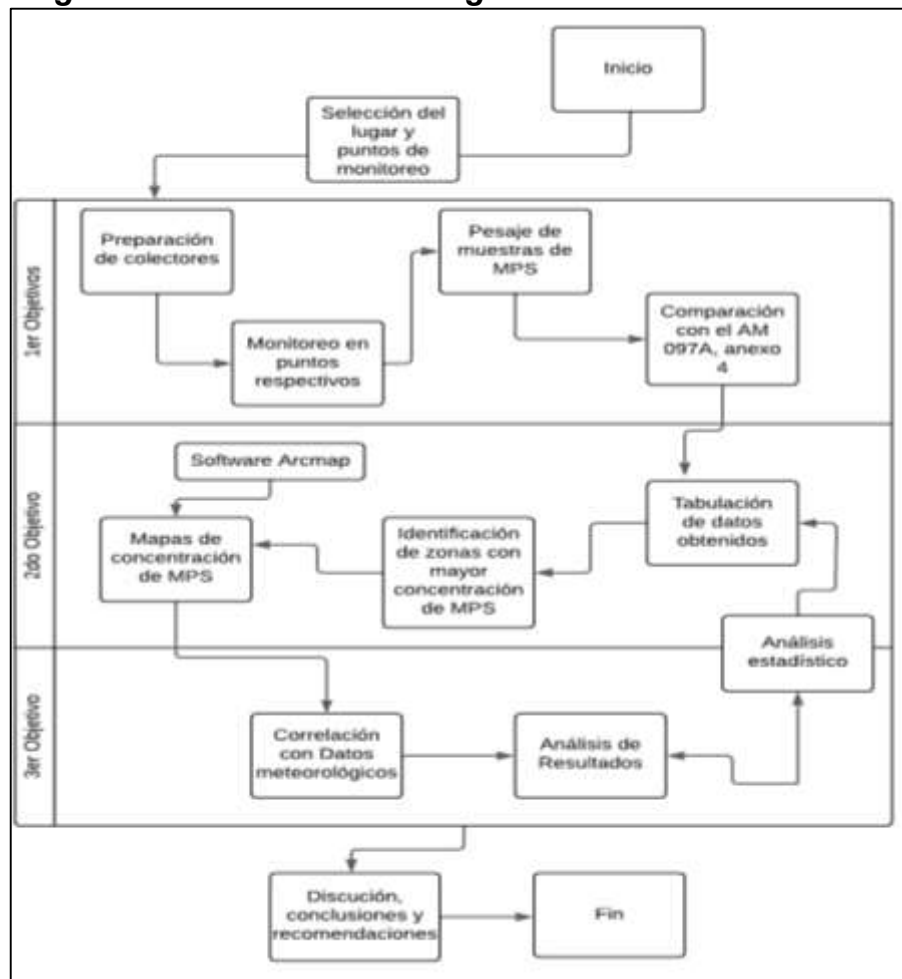 Inicio
Selección del
lugar y
puntos de
monitoreo
1er Objetivos
Preparación
de colectores
Monitoreo en
puntos
respectivos
Pesaje de
muestras de
MPS
Comparación
con el AM
097A, anexo
4
2do Objetivo
Software Arcmap
Mapas de
concentración
de MPS
Identificación
de zonas con
mayor
concentración
de MPS
Tabulación
de datos
obtenidos
Análisis
estadístico
3er Objetivo
Correlación
con Datos
meteorológicos
Análisis de
Resultados
Discución,
conclusiones y
recomendaciones
Fin